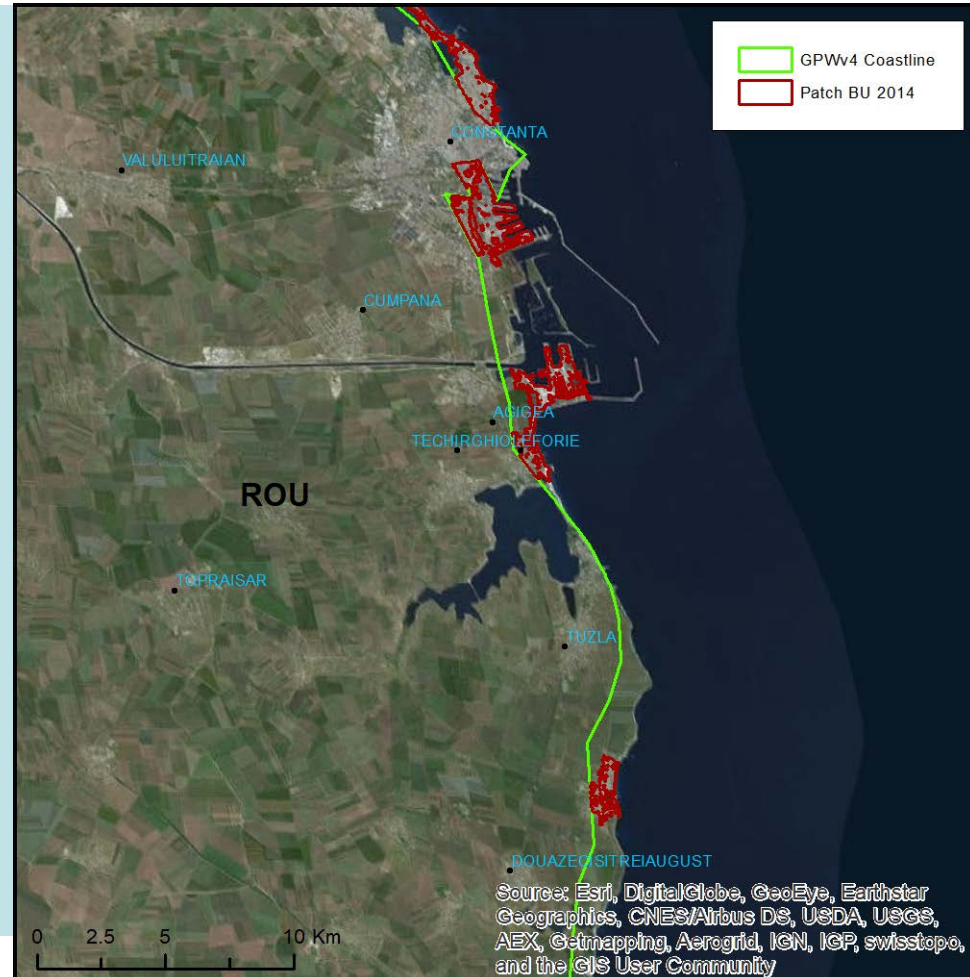 GPWv4 Coastline
Patch BU 2014
CONSTANTA
VALULUITRAIAN
CUMPANA
AGIGEA
TECHIRGHIOL EFORIE
ROU
TOPRAISAR
TUZLA
DOUAZECISITREIAUGUST
Source: Esri, DigitalGlobe, GeoEye, Earthstar
Geographics, CNES/Airbus DS, USDA, USGS,
AEX, Getmapping, Aerogrid, IGN, IGP, swisstopo,
and the GIS User Community
0 2.5 5 10 Km